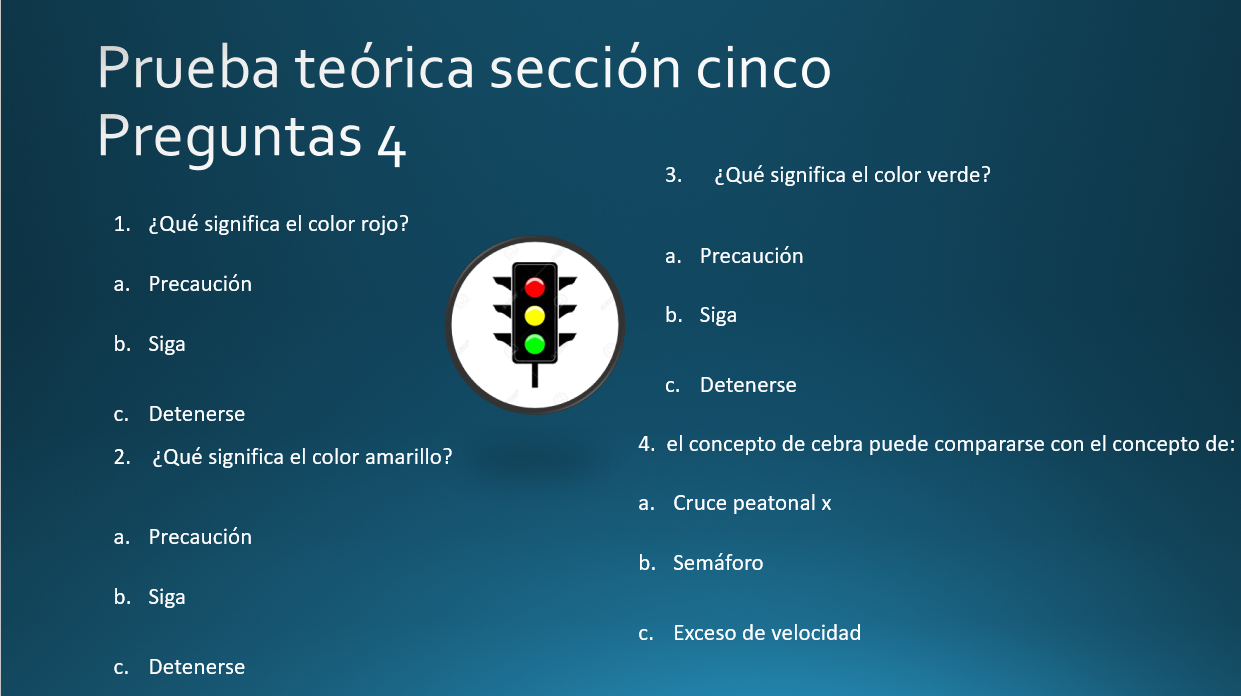 Prueba teórica sección cinco
Preguntas 4
1. ¿Qué significa el color rojo?
a. Precaución
b. Siga
c. Detenerse
2. ¿Qué significa el color amarillo?
a. Precaución
b. Siga
c. Detenerse
3. ¿Qué significa el color verde?
a. Precaución
b. Siga
c. Detenerse
4. el concepto de cebra puede compararse con el concepto de:
a. Cruce peatonal x
b. Semáforo
c. Exceso de velocidad